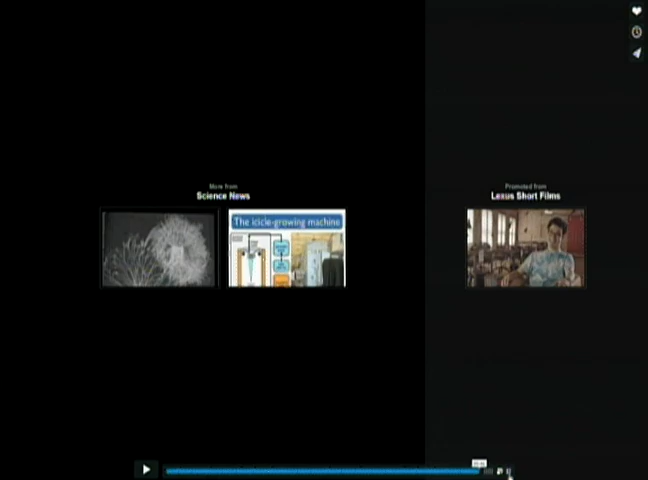 More from
Science News
Promoted from
Lexus Short Films
The icicle-growing machine